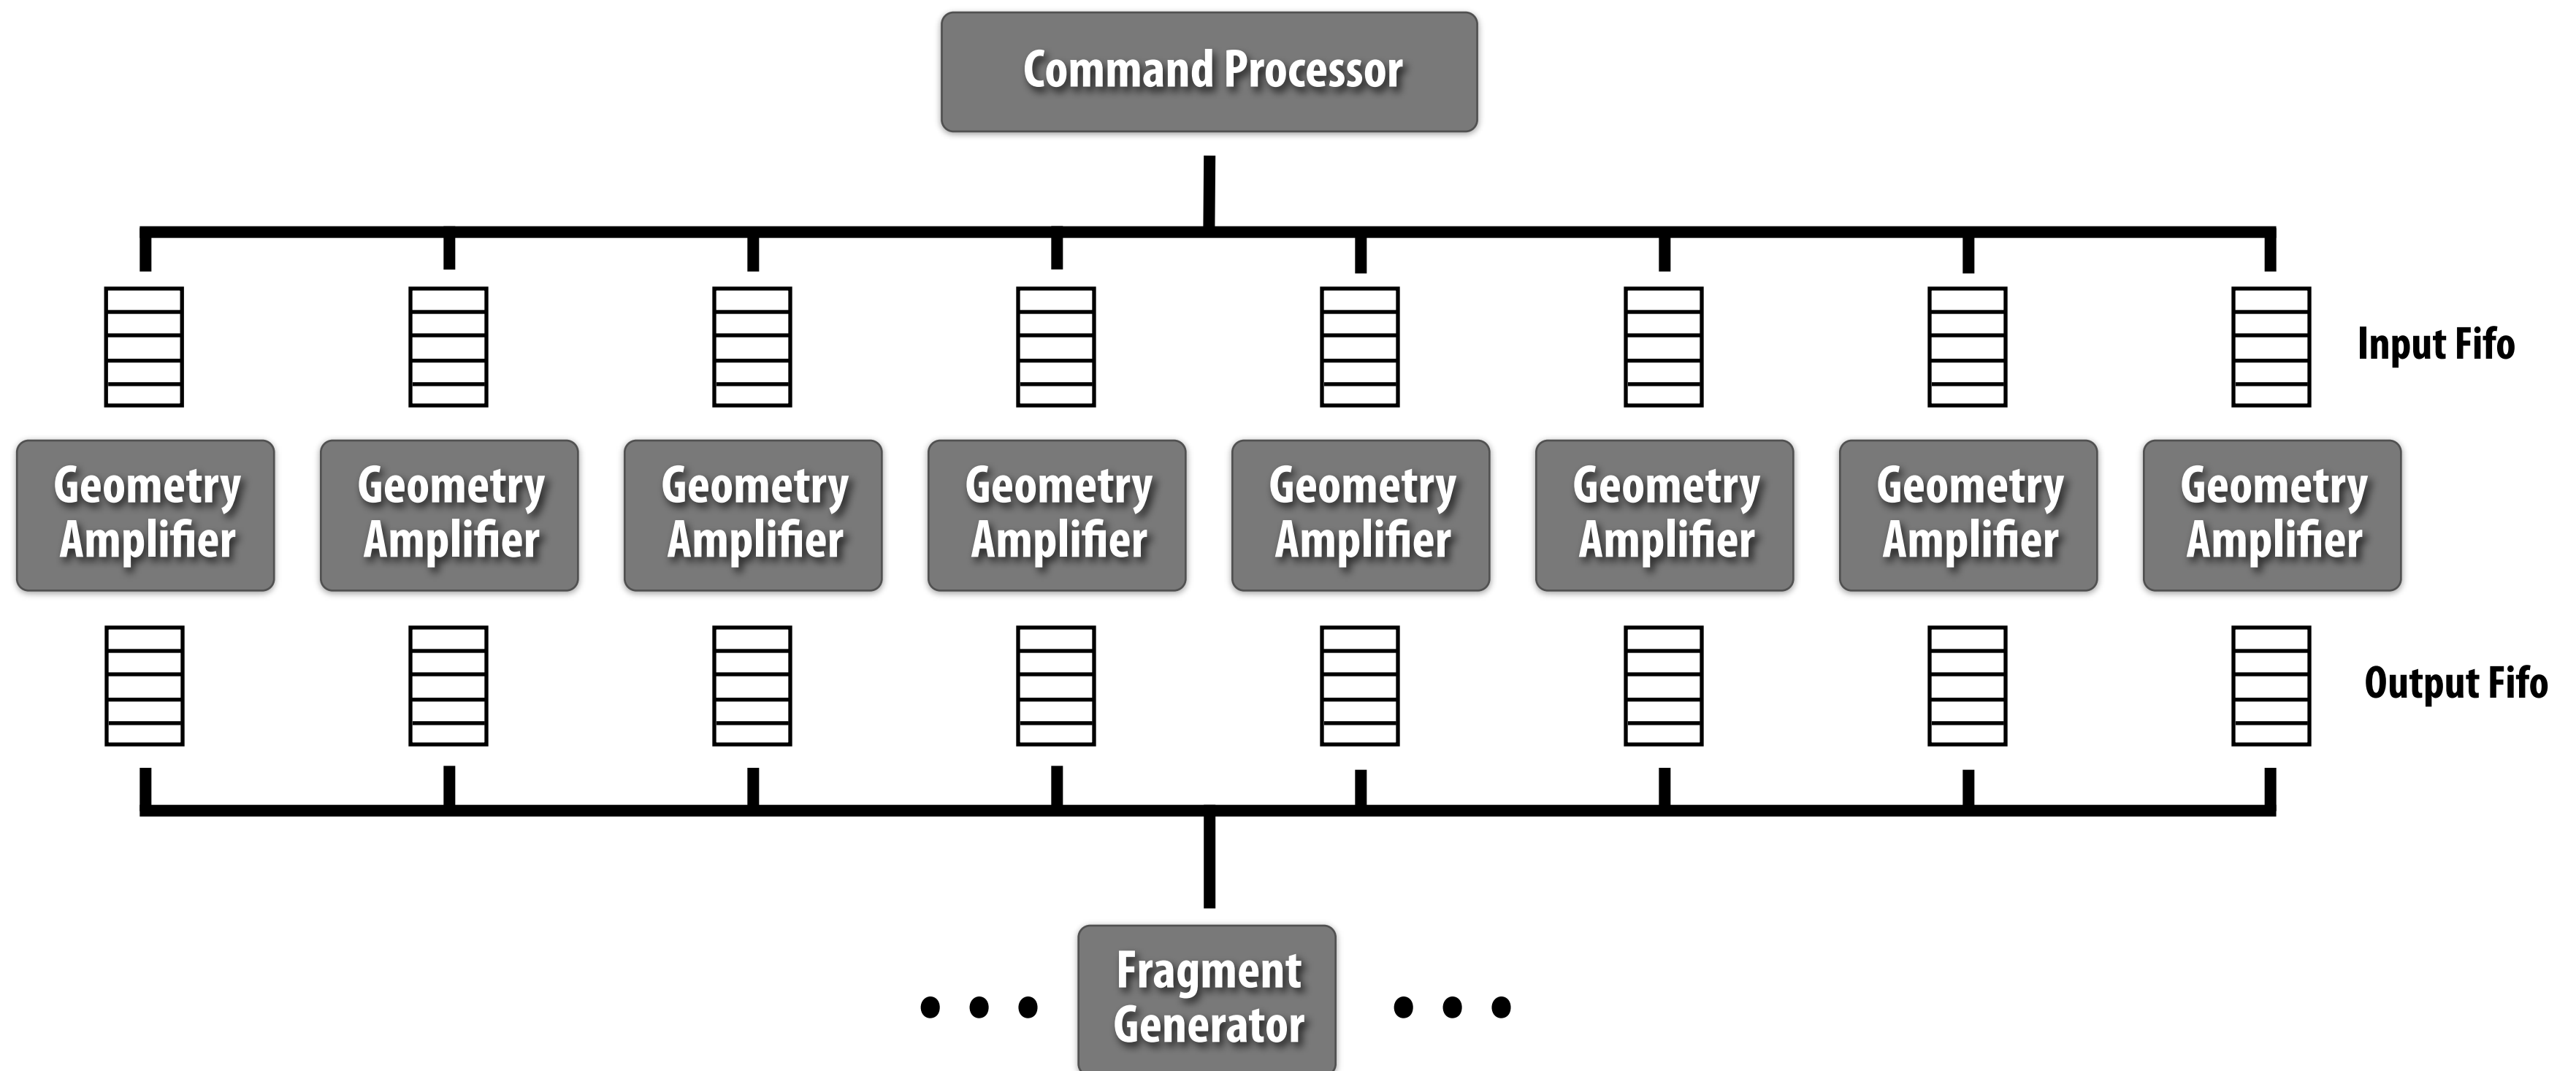 Command Processor
Input Fifo
Geometry
Amplifier
Geometry
Amplifier
Geometry
Amplifier
Geometry
Amplifier
Geometry
Amplifier
Geometry
Amplifier
Geometry
Amplifier
Geometry
Amplifier
Output Fifo
Fragment
Generator